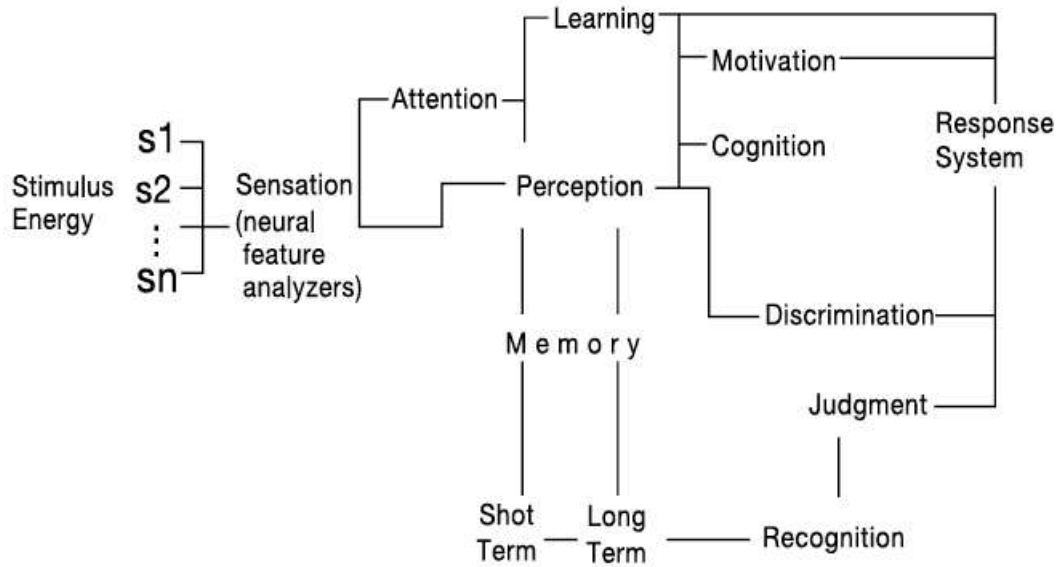 Learning
Motivation
Attention
s1
Response
System
Cognition
Stimulus
Energy
s2
Sensation
(neural
feature
analyzers)
Perception
sn
Discrimination
Memory
Judgment
Shot
Term
Long
Term
Recognition